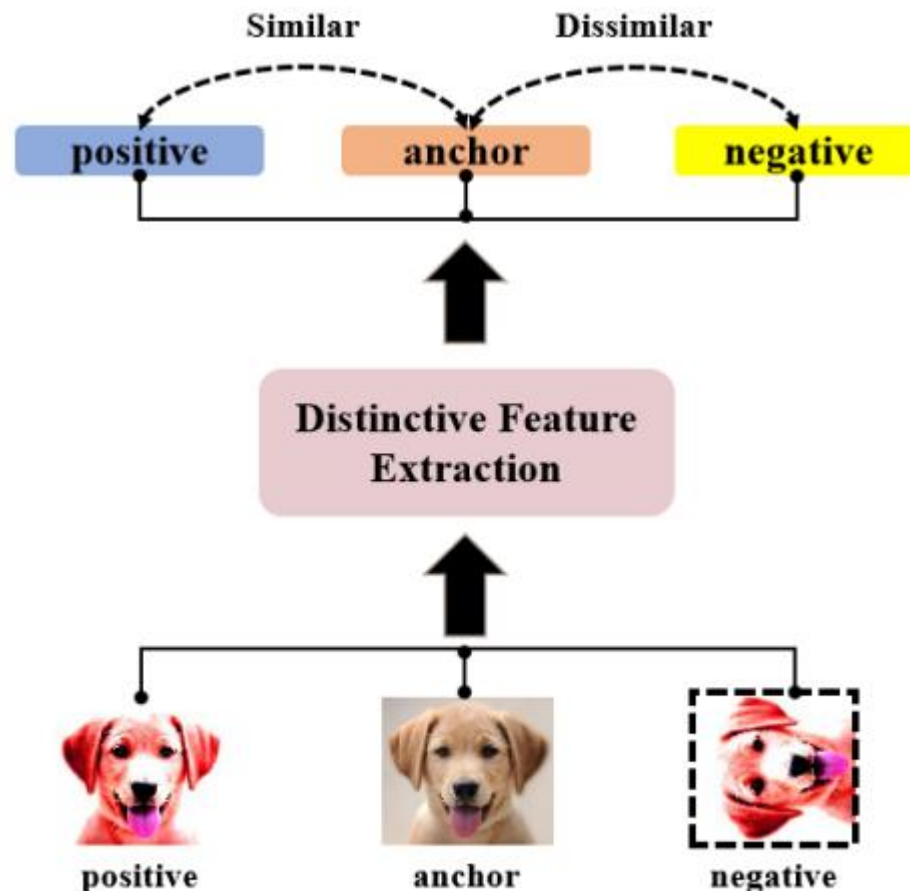 Similar
Dissimilar
positive
anchor
negative
Distinctive Feature
Extraction
positive
anchor
negative